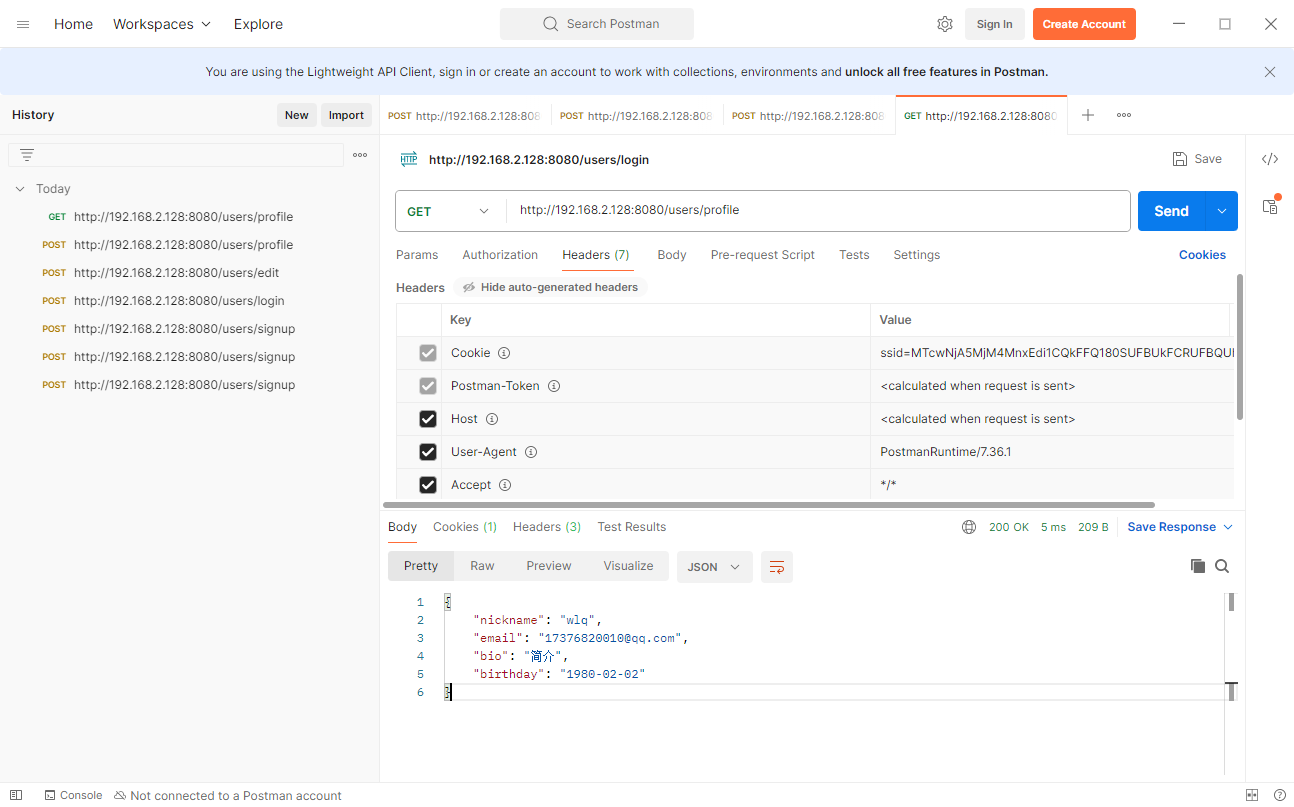 Home Workspaces Explore Search Postman Sign In Create Account
You are using the Lightweight API Client, sign in or create an account to work with collections, environments and unlock all free features in Postman.
History New Import
POST http://192.168.2.128:808 POST http://192.168.2.128:808 POST http://192.168.2.128:808 GET http://192.168.2.128:8080
HTTP http://192.168.2.128:8080/users/login Save
Today
GET http://192.168.2.128:8080/users/profile
POST http://192.168.2.128:8080/users/profile
POST http://192.168.2.128:8080/users/edit
POST http://192.168.2.128:8080/users/login
POST http://192.168.2.128:8080/users/signup
POST http://192.168.2.128:8080/users/signup
POST http://192.168.2.128:8080/users/signup
GET http://192.168.2.128:8080/users/profile Send
Params Authorization Headers (7) Body Pre-request Script Tests Settings Cookies
Headers Hide auto-generated headers
Key Value
Cookie ssid=MTcwNjA5MjM4MnxEdi1CQkFFQ180SUFBUkFCRUFBQU
Postman-Token <calculated when request is sent>
Host <calculated when request is sent>
User-Agent PostmanRuntime/7.36.1
Accept */*
Body Cookies (1) Headers (3) Test Results 200 OK 5 ms 209 B Save Response
Pretty Raw Preview Visualize JSON
1 {
2 "nickname": "wlq",
3 "email": "17376820010@qq.com",
4 "bio": "简介",
5 "birthday": "1980-02-02"
6 }
Console Not connected to a Postman account